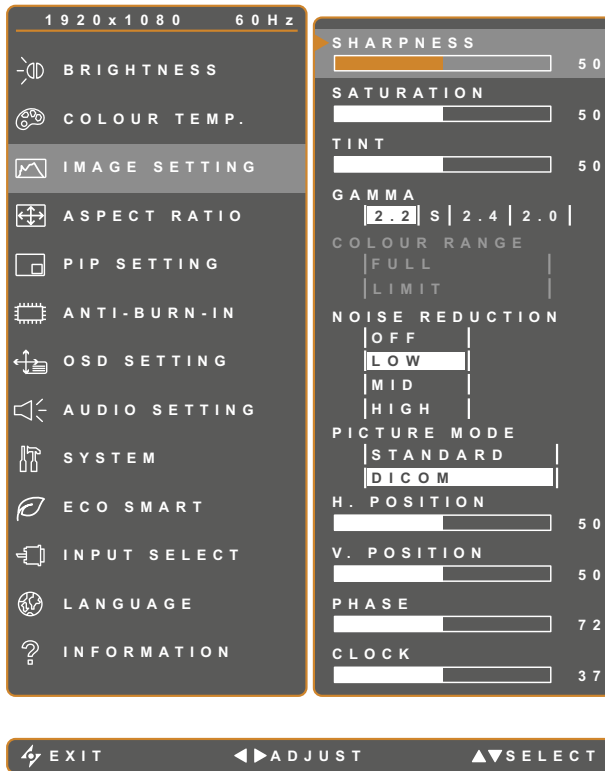 1920x1080 60Hz
BRIGHTNESS
COLOUR TEMP.
IMAGE SETTING
ASPECT RATIO
PIP SETTING
ANTI-BURN-IN
OSD SETTING
AUDIO SETTING
SYSTEM
ECO SMART
INPUT SELECT
LANGUAGE
INFORMATION
SHARPNESS
50
SATURATION
50
TINT
50
GAMMA
2.2 S 2.4 2.0
COLOUR RANGE
FULL
LIMIT
NOISE REDUCTION
OFF
LOW
MID
HIGH
PICTURE MODE
STANDARD
DICOM
H. POSITION
50
V. POSITION
50
PHASE
72
CLOCK
37
EXIT ADJUST SELECT